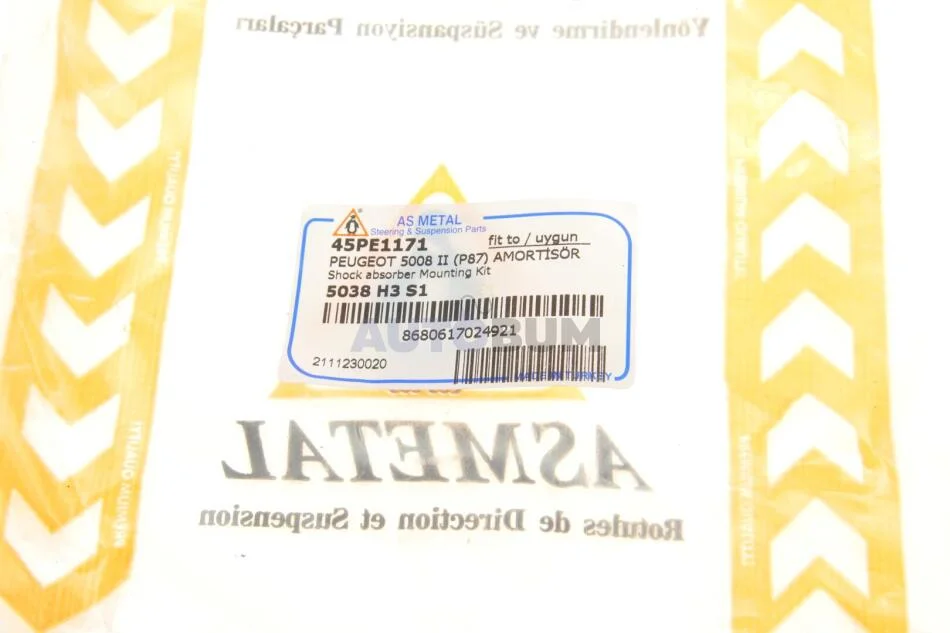 Yönlendirme ve Süspansiyon Parçaları
AS METAL
Steering & Suspension Parts
45PE1171 fit to / uygun
PEUGEOT 5008 II (P87) AMORTİSÖR
Shock absorber Mounting Kit
5038 H3 S1
8680617024921
AUTOBUM
2111230020
MADE IN TURKEY
ASMETAL
Rotules de Direction et Suspension